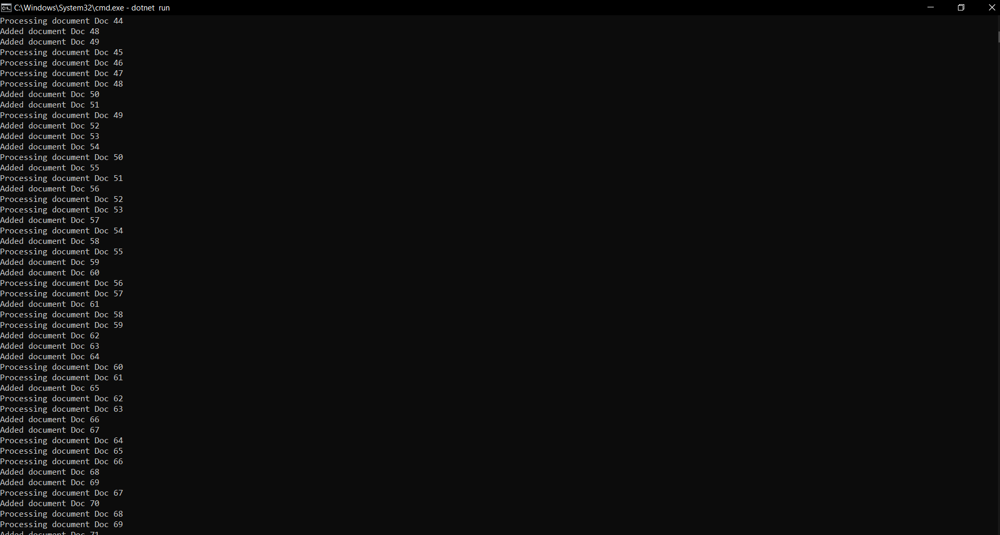 C:\Windows\System32\cmd.exe - dotnet  run
Processing document Doc 44
Added document Doc 48
Added document Doc 49
Processing document Doc 45
Processing document Doc 46
Processing document Doc 47
Processing document Doc 48
Added document Doc 50
Added document Doc 51
Processing document Doc 49
Added document Doc 52
Added document Doc 53
Added document Doc 54
Processing document Doc 50
Added document Doc 55
Processing document Doc 51
Added document Doc 56
Processing document Doc 52
Processing document Doc 53
Added document Doc 57
Processing document Doc 54
Added document Doc 58
Processing document Doc 55
Added document Doc 59
Added document Doc 60
Processing document Doc 56
Processing document Doc 57
Added document Doc 61
Processing document Doc 58
Processing document Doc 59
Added document Doc 62
Added document Doc 63
Added document Doc 64
Processing document Doc 60
Processing document Doc 61
Added document Doc 65
Processing document Doc 62
Processing document Doc 63
Added document Doc 66
Added document Doc 67
Processing document Doc 64
Processing document Doc 65
Processing document Doc 66
Added document Doc 68
Added document Doc 69
Processing document Doc 67
Added document Doc 70
Processing document Doc 68
Processing document Doc 69
Added document Doc 71